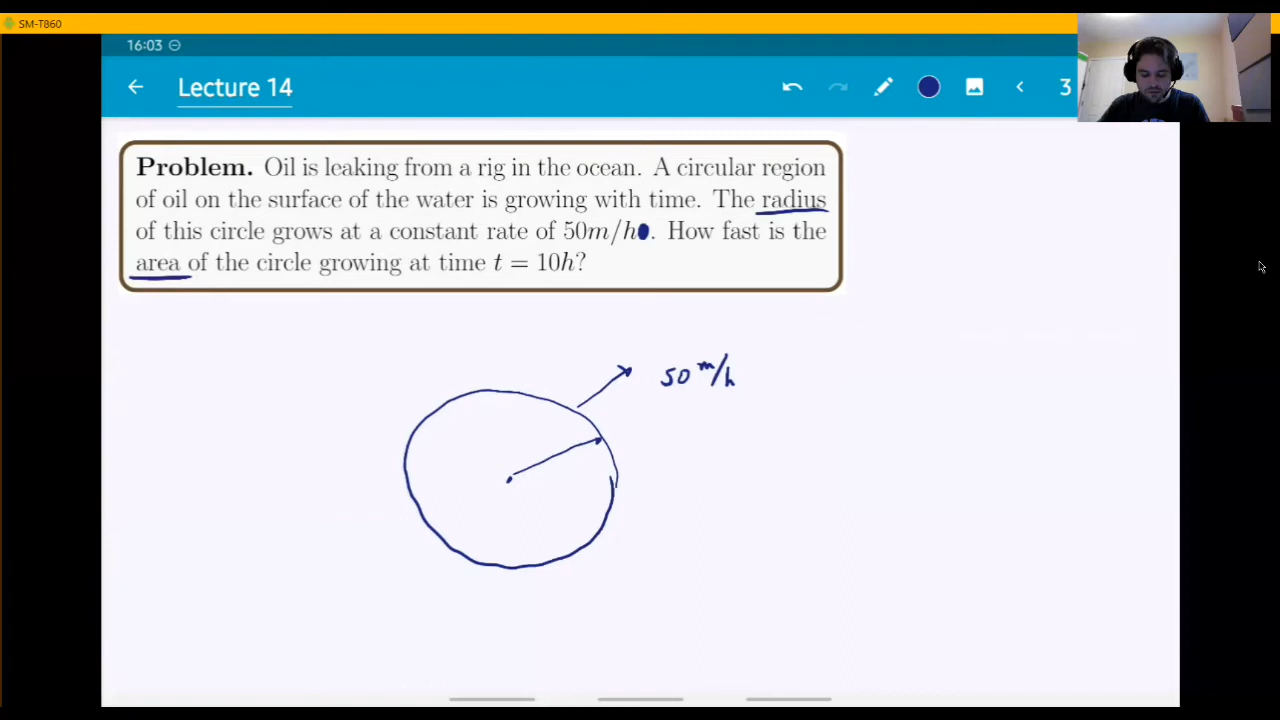 SM-T860
16:03
Lecture 14
3
Problem. Oil is leaking from a rig in the ocean. A circular region
of oil on the surface of the water is growing with time. The radius
of this circle grows at a constant rate of 50m/h. How fast is the
area of the circle growing at time t = 10h?
50 m/h